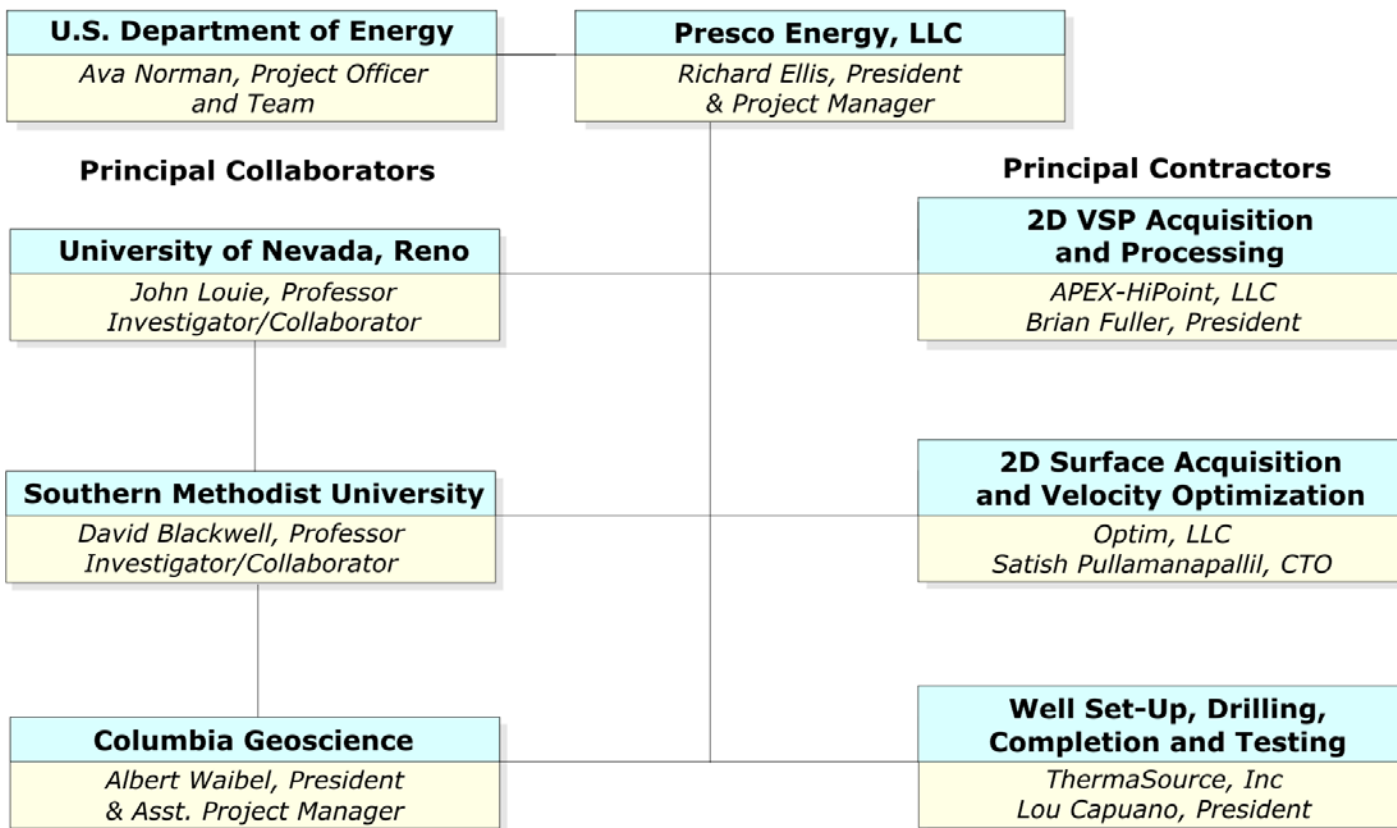 U.S. Department of Energy
Ava Norman, Project Officer
and Team
Presco Energy, LLC
Richard Ellis, President
& Project Manager
Principal Collaborators
University of Nevada, Reno
John Louie, Professor
Investigator/Collaborator
Southern Methodist University
David Blackwell, Professor
Investigator/Collaborator
Columbia Geoscience
Albert Waibel, President
& Asst. Project Manager
Principal Contractors
2D VSP Acquisition
and Processing
APEX-HiPoint, LLC
Brian Fuller, President
2D Surface Acquisition
and Velocity Optimization
Optim, LLC
Satish Pullamanapallil, CTO
Well Set-Up, Drilling,
Completion and Testing
ThermaSource, Inc
Lou Capuano, President